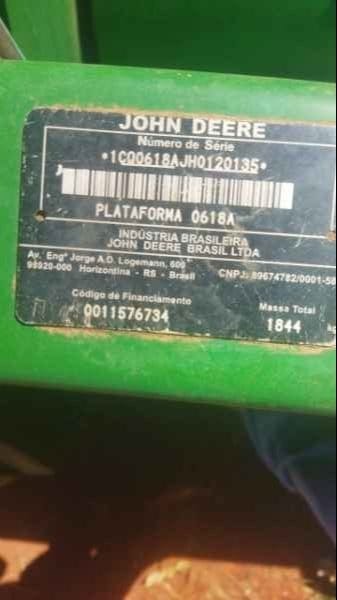 JOHN DEERE
Número de Série
*1CQ0618AJH0120135*
PLATAFORMA 0618A
INDÚSTRIA BRASILEIRA
JOHN DEERE BRASIL LTDA
Av. Engº Jorge A.D. Logemann, 600
98920-000 Horizontina - RS - Brasil CNPJ: 89674782/0001-58
Código de Financiamento Massa Total
0011576734 1844 kg